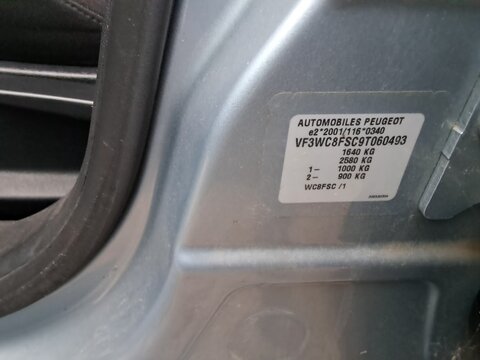 AUTOMOBILES PEUGEOT
e2*2001/116*0340
VF3WC8FSC9T060493
1640 KG
2580 KG
1- 1000 KG
2- 900 KG
WC8FSC /1